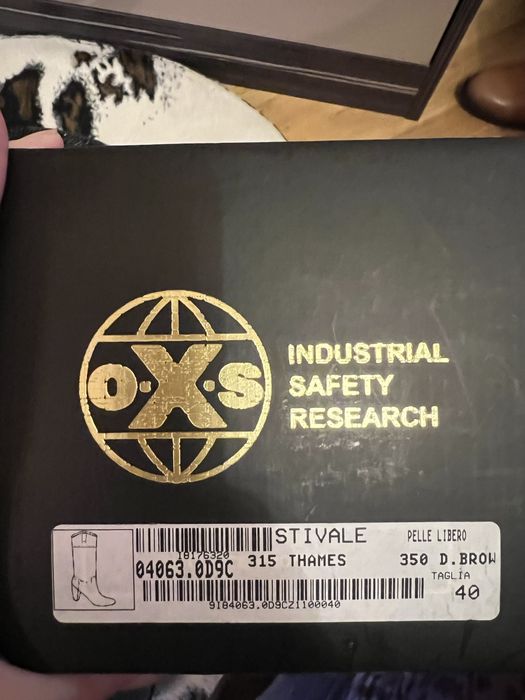 O·X·S
INDUSTRIAL
SAFETY
RESEARCH
STIVALE PELLE LIBERO
18176320
04063.0D9C 315 THAMES 350 D.BROW
TAGLIA
40
9184063.0D9CZ1100040